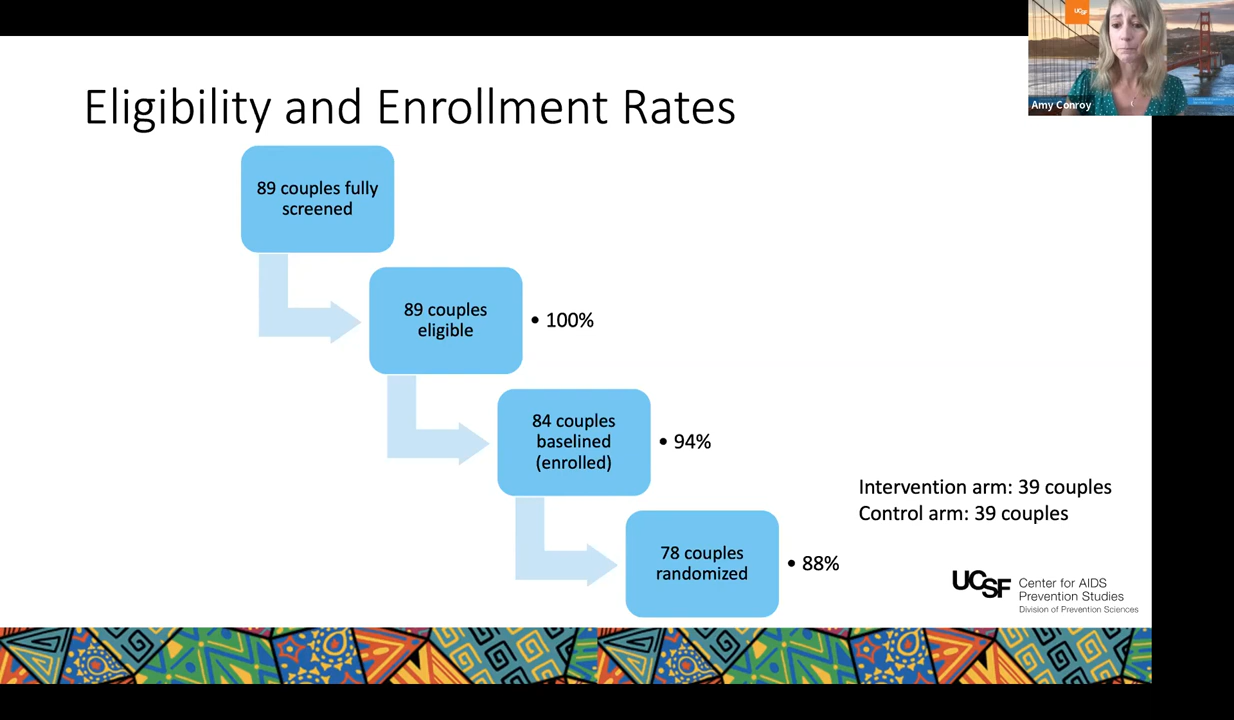 UCSF
Amy Conroy
Eligibility and Enrollment Rates
89 couples fully
screened
89 couples
eligible
• 100%
84 couples
baselined
(enrolled)
• 94%
Intervention arm: 39 couples
Control arm: 39 couples
78 couples
randomized
• 88%
UCSF
Center for AIDS
Prevention Studies
Division of Prevention Sciences